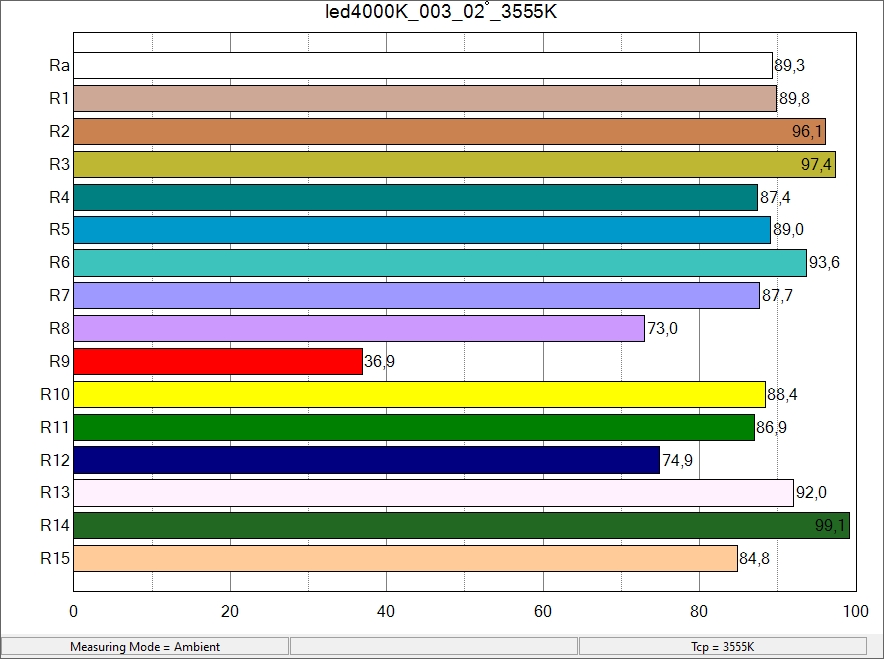 led4000K_003_02°_3555K
Ra 89,3
R1 89,8
R2 96,1
R3 97,4
R4 87,4
R5 89,0
R6 93,6
R7 87,7
R8 73,0
R9 36,9
R10 88,4
R11 86,9
R12 74,9
R13 92,0
R14 99,1
R15 84,8
0 20 40 60 80 100
Measuring Mode = Ambient Tcp = 3555K